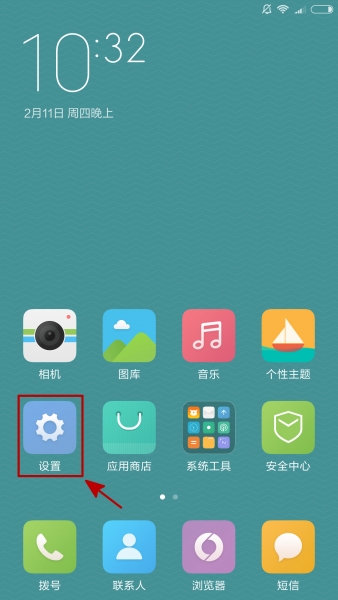 10:32
2月11日 周四晚上
相机
图库
音乐
个性主题
设置
应用商店
系统工具
安全中心
拨号
联系人
浏览器
短信